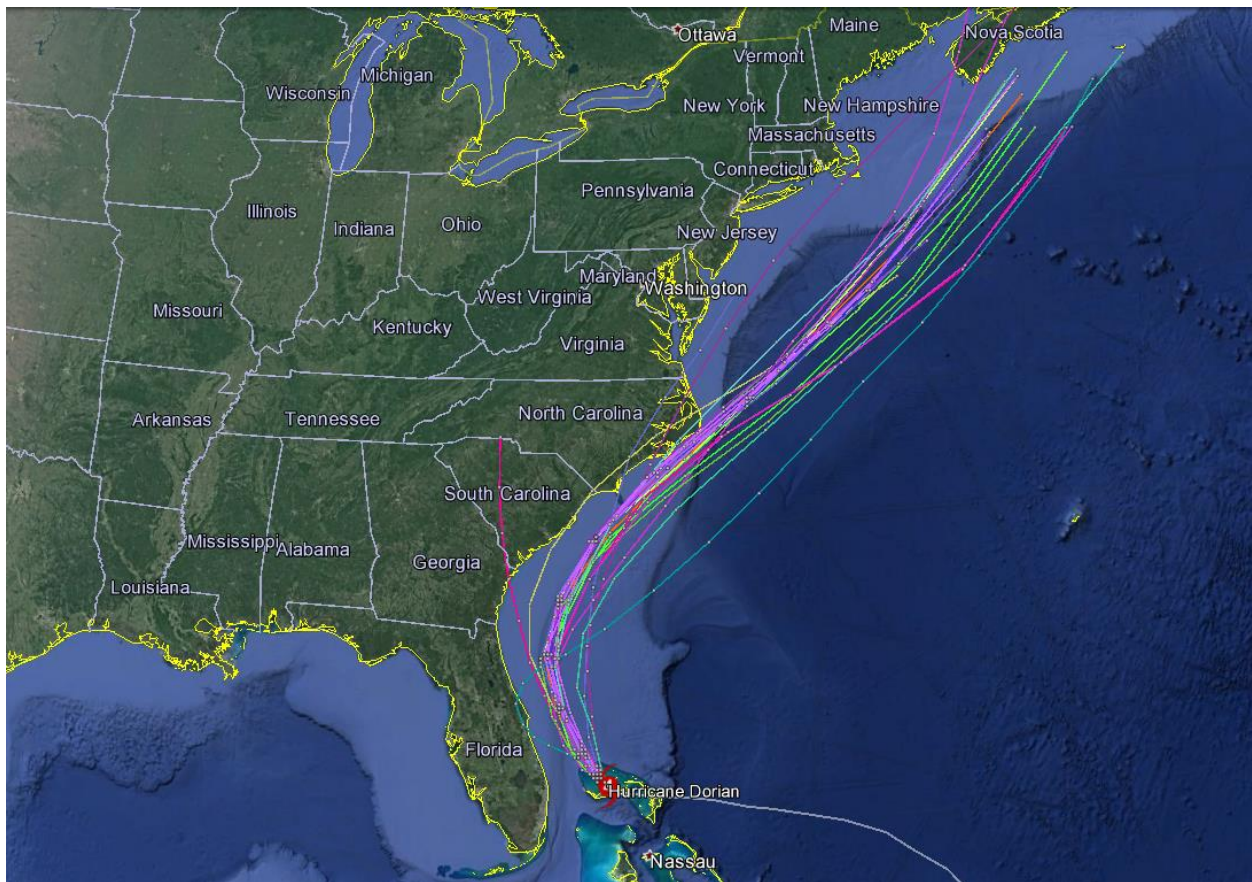 Ottawa
Maine
Nova Scotia
Vermont
Michigan
Wisconsin
New York
New Hampshire
Massachusetts
Connecticut
Pennsylvania
Illinois
Indiana
Ohio
New Jersey
Maryland
Washington
West Virginia
Missouri
Kentucky
Virginia
Arkansas
Tennessee
North Carolina
South Carolina
Mississippi
Alabama
Georgia
Louisiana
Florida
Hurricane Dorian
Nassau